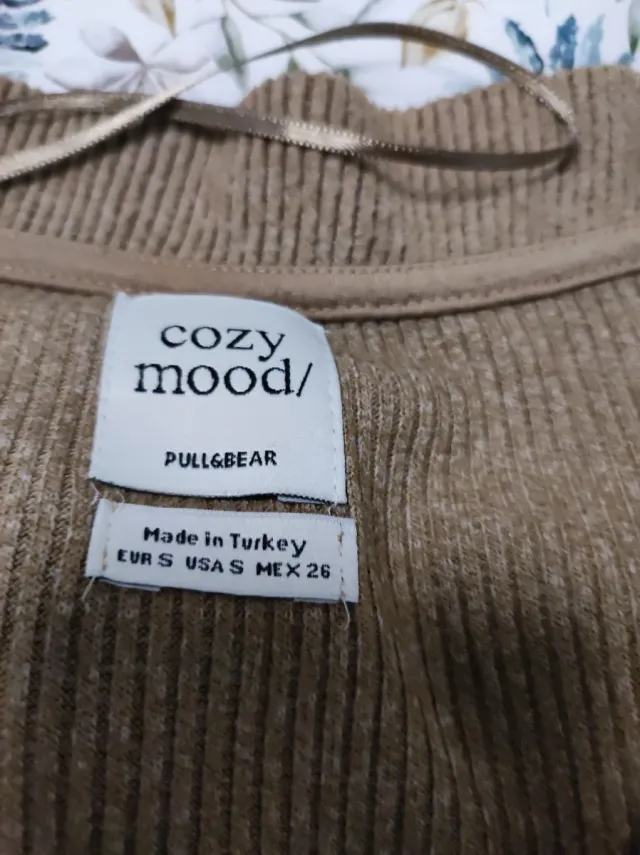 cozy
mood/
PULL&BEAR
Made in Turkey
EUR S USA S MEX 26